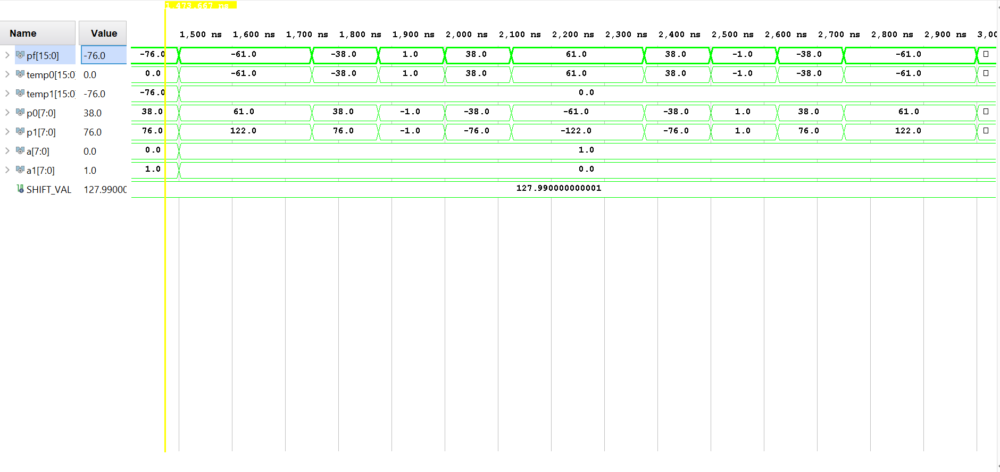 1,473.667 ns
Name Value
1,500 ns 1,600 ns 1,700 ns 1,800 ns 1,900 ns 2,000 ns 2,100 ns 2,200 ns 2,300 ns 2,400 ns 2,500 ns 2,600 ns 2,700 ns 2,800 ns 2,900 ns 3,00
pf[15:0] -76.0 -76.0 -61.0 -38.0 1.0 38.0 61.0 38.0 -1.0 -38.0 -61.0
temp0[15:0] 0.0 0.0 -61.0 -38.0 1.0 38.0 61.0 38.0 -1.0 -38.0 -61.0
temp1[15:0] -76.0 -76.0 0.0
p0[7:0] 38.0 38.0 61.0 38.0 -1.0 -38.0 -61.0 -38.0 1.0 38.0 61.0
p1[7:0] 76.0 76.0 122.0 76.0 -1.0 -76.0 -122.0 -76.0 1.0 76.0 122.0
a[7:0] 0.0 0.0 1.0
a1[7:0] 1.0 1.0 0.0
SHIFT_VAL 127.99000 127.990000000001